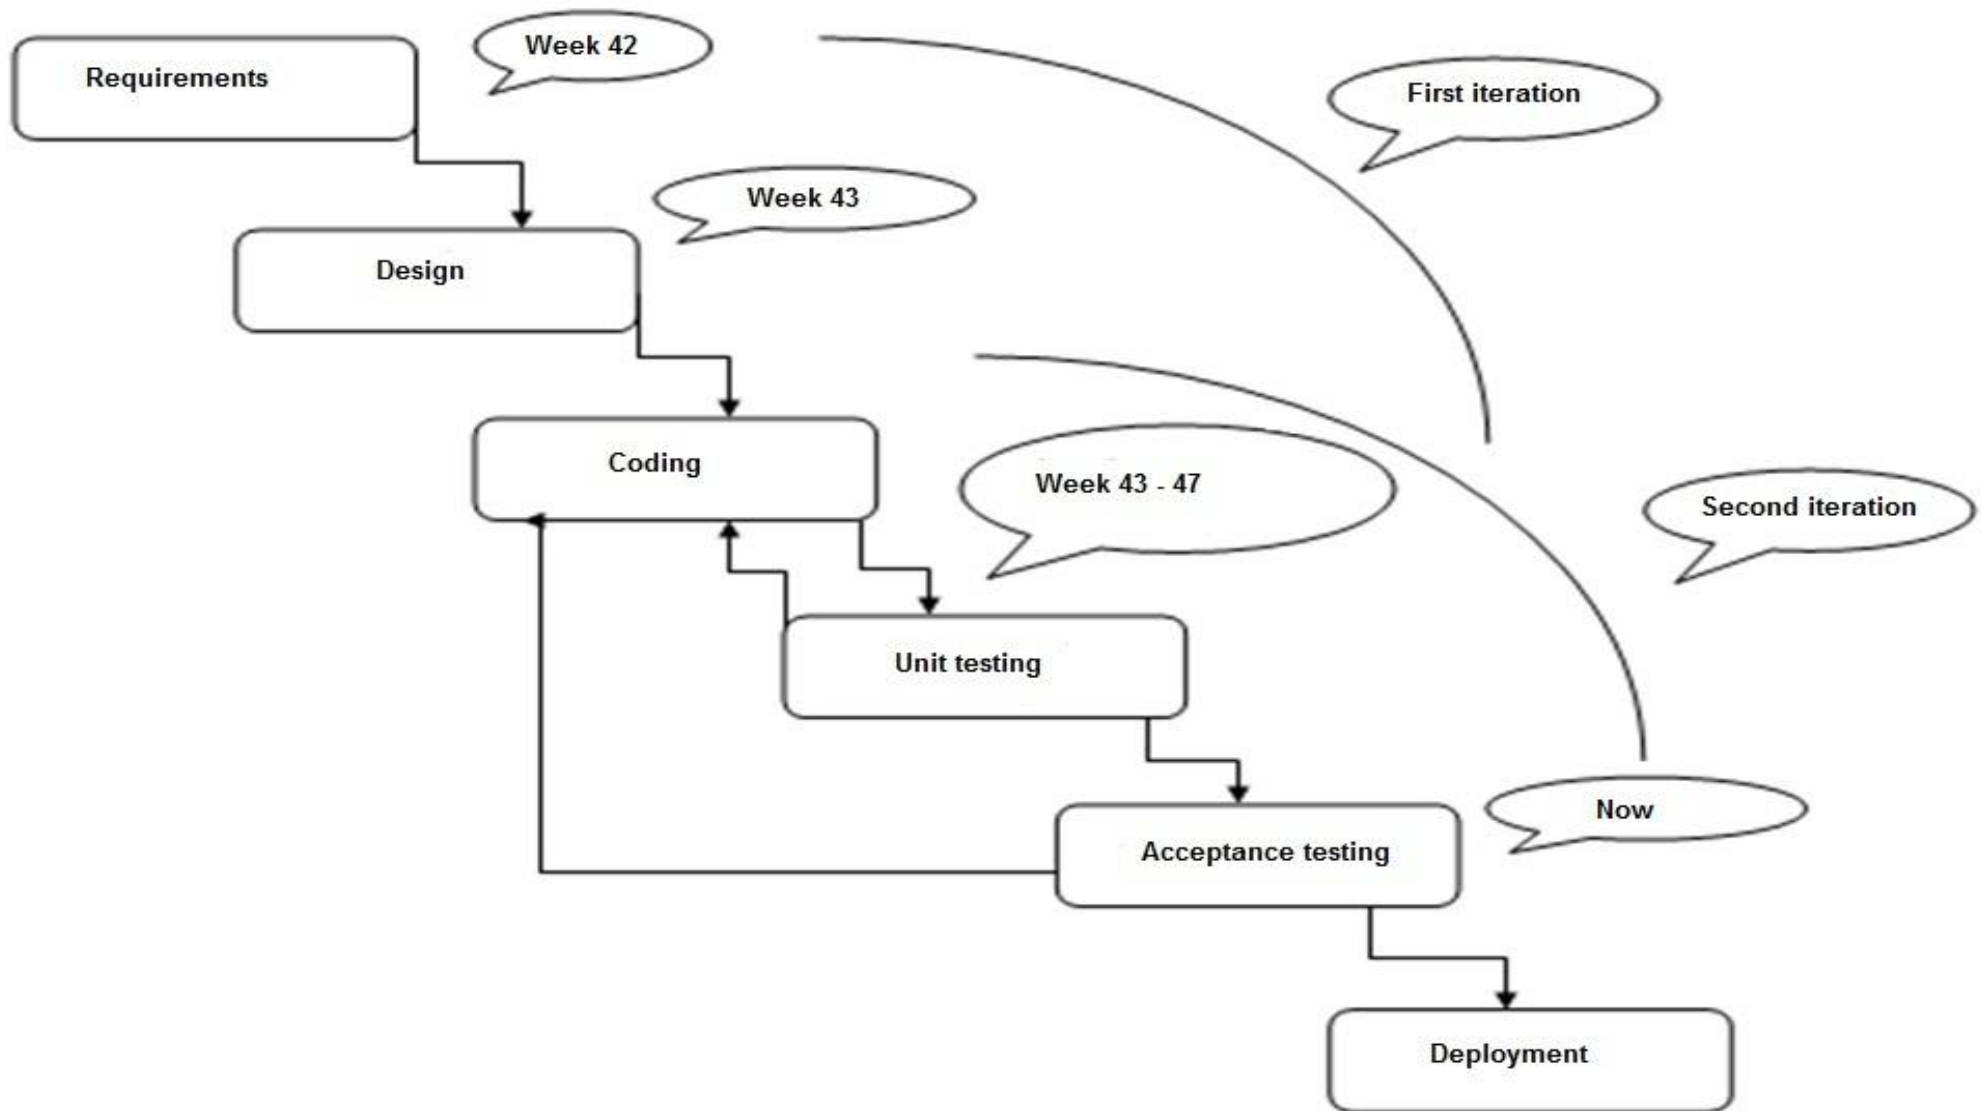 Requirements
Week 42
First iteration
Week 43
Design
Coding
Week 43 - 47
Second iteration
Unit testing
Now
Acceptance testing
Deployment